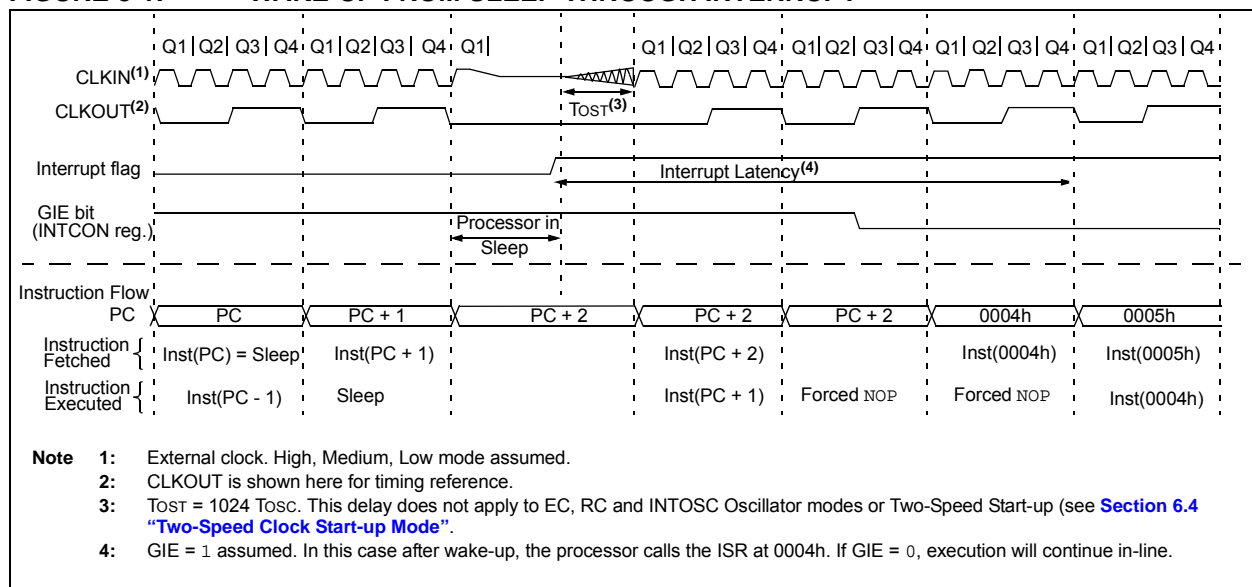 Q1| Q2| Q3| Q4 Q1| Q2| Q3| Q4 Q1| Q1| Q2| Q3| Q4 Q1| Q2| Q3| Q4 Q1| Q2| Q3| Q4 Q1| Q2| Q3| Q4
CLKIN(1)
CLKOUT(2)
TOST(3)
Interrupt flag
Interrupt Latency(4)
GIE bit
(INTCON reg.)
Processor in
Sleep
Instruction Flow
PC PC PC + 1 PC + 2 PC + 2 PC + 2 0004h 0005h
Instruction
Fetched
Inst(PC) = Sleep Inst(PC + 1) Inst(PC + 2) Inst(0004h) Inst(0005h)
Instruction
Executed
Inst(PC - 1) Sleep Inst(PC + 1) Forced NOP Forced NOP Inst(0004h)
Note 1: External clock. High, Medium, Low mode assumed.
2: CLKOUT is shown here for timing reference.
3: TOST = 1024 TOSC. This delay does not apply to EC, RC and INTOSC Oscillator modes or Two-Speed Start-up (see Section 6.4
“Two-Speed Clock Start-up Mode”.
4: GIE = 1 assumed. In this case after wake-up, the processor calls the ISR at 0004h. If GIE = 0, execution will continue in-line.